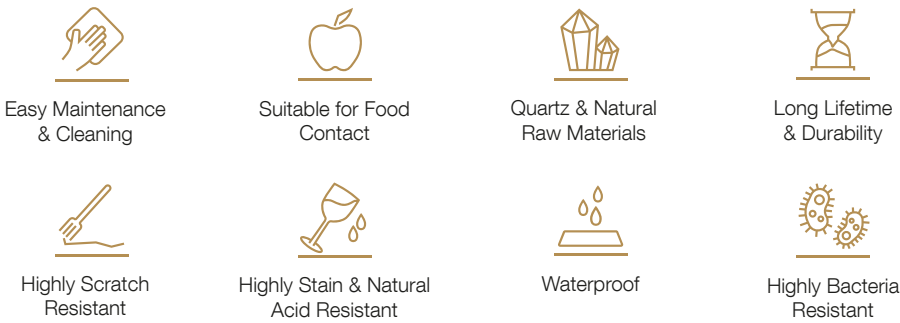 Easy Maintenance
& Cleaning
Suitable for Food
Contact
Quartz & Natural
Raw Materials
Long Lifetime
& Durability
Highly Scratch
Resistant
Highly Stain & Natural
Acid Resistant
Waterproof
Highly Bacteria
Resistant